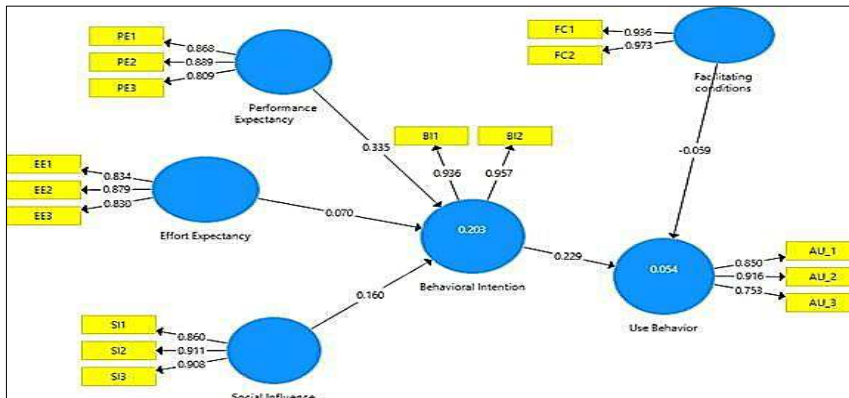 PE1
0.868
PE2
0.889
PE3
0.809
Performance
Expectancy
FC1
0.936
FC2
0.973
Facilitating
conditions
BI1
BI2
0.335
0.936
0.957
-0.059
EE1
0.834
EE2
0.879
EE3
0.830
Effort Expectancy
0.070
0.203
Behavioral Intention
0.229
0.054
Use Behavior
0.850
AU_1
0.916
AU_2
0.753
AU_3
0.160
SI1
0.860
SI2
0.911
SI3
0.908
Social Influence